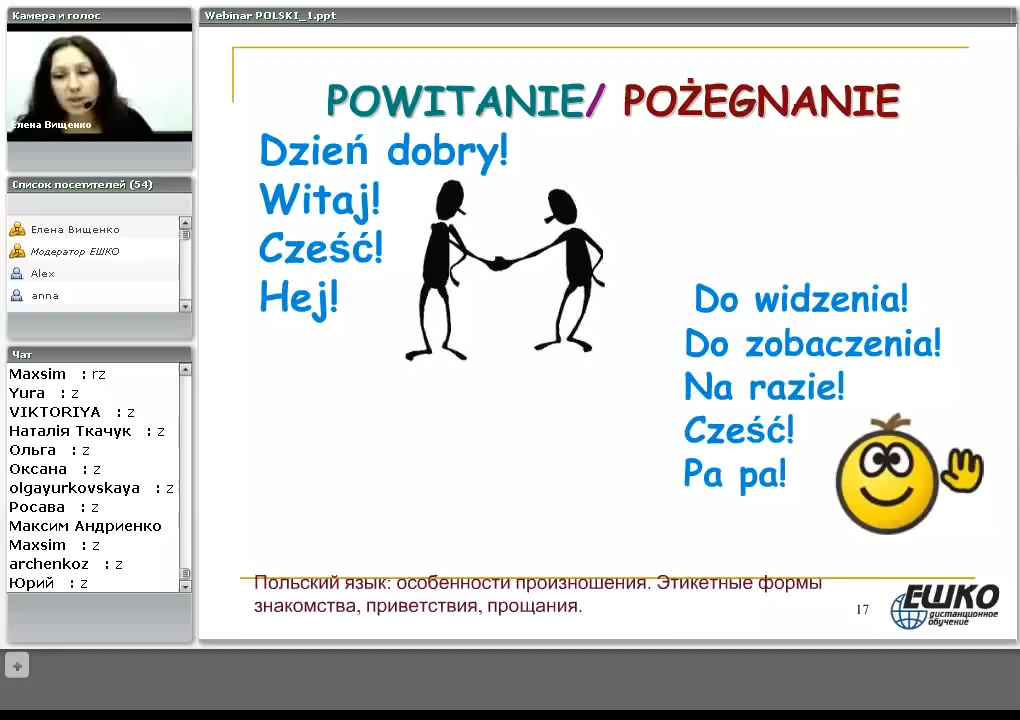 Камера и голос
Елена Вищенко
Список посетителей (54)
Елена Вищенко
Модератор ЕШКО
Alex
anna
Чат
Maxsim : rz
Yura : z
VIKTORIYA : z
Наталія Ткачук : z
Ольга : z
Оксана : z
olgayurkovskaya : z
Росава : z
Максим Андриенко
Maxsim : z
archenkoz : z
Юрий : z
Webinar POLSKI_1.ppt
POWITANIE/ POŻEGNANIE
Dzień dobry!
Witaj!
Cześć!
Hej!
Do widzenia!
Do zobaczenia!
Na razie!
Cześć!
Pa pa!
Польский язык: особенности произношения. Этикетные формы
знакомства, приветствия, прощания.
17
ЕШКО
дистанционное
обучение